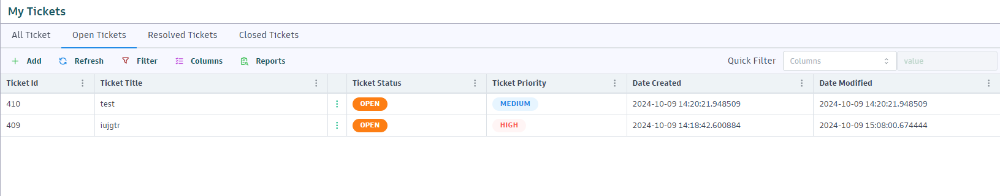 My Tickets
All Ticket Open Tickets Resolved Tickets Closed Tickets
Add Refresh Filter Columns Reports Quick Filter Columns value
Ticket Id Ticket Title Ticket Status Ticket Priority Date Created Date Modified
410 test OPEN MEDIUM 2024-10-09 14:20:21.948509 2024-10-09 14:20:21.948509
409 iujgtr OPEN HIGH 2024-10-09 14:18:42.600884 2024-10-09 15:08:00.674444